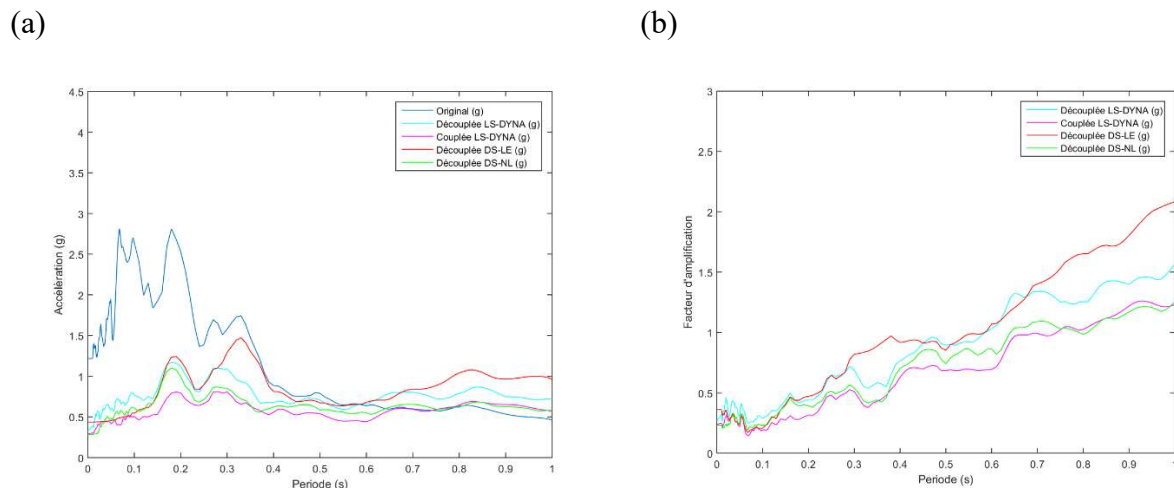 (a)
(b)
4.5
4
3.5
3
2.5
2
1.5
1
0.5
0
0
0.1
0.2
0.3
0.4
0.5
0.6
0.7
0.8
0.9
1
Accélération (g)
Periode (s)
Original (g)
Découplée LS-DYNA (g)
Couplée LS-DYNA (g)
Découplée DS-LE (g)
Découplée DS-NL (g)
3
2.5
2
1.5
1
0.5
0
0
0.1
0.2
0.3
0.4
0.5
0.6
0.7
0.8
0.9
1
Facteur d'amplification
Periode (s)
Découplée LS-DYNA (g)
Couplée LS-DYNA (g)
Découplée DS-LE (g)
Découplée DS-NL (g)